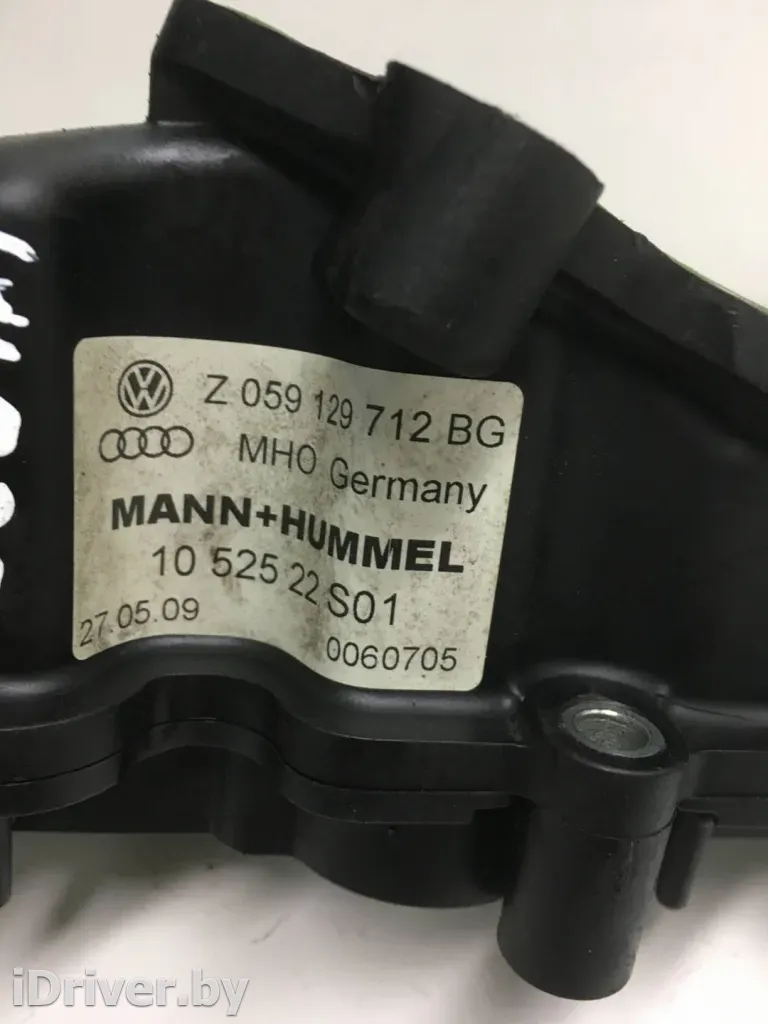 Z 059 129 712 BG
MHO Germany
MANN+HUMMEL
10 525 22 S01
27.05.09
0060705
iDriver.by